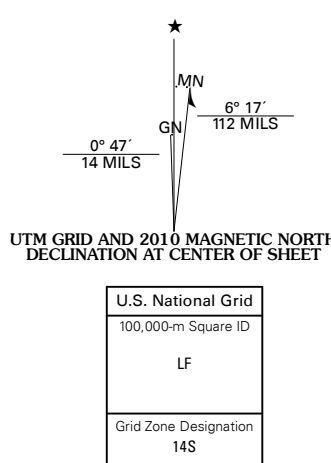 ★
MN
GN
6° 17´
112 MILS
0° 47´
14 MILS
UTM GRID AND 2010 MAGNETIC NORTH
DECLINATION AT CENTER OF SHEET
U.S. National Grid
100,000-m Square ID
LF
Grid Zone Designation
14S